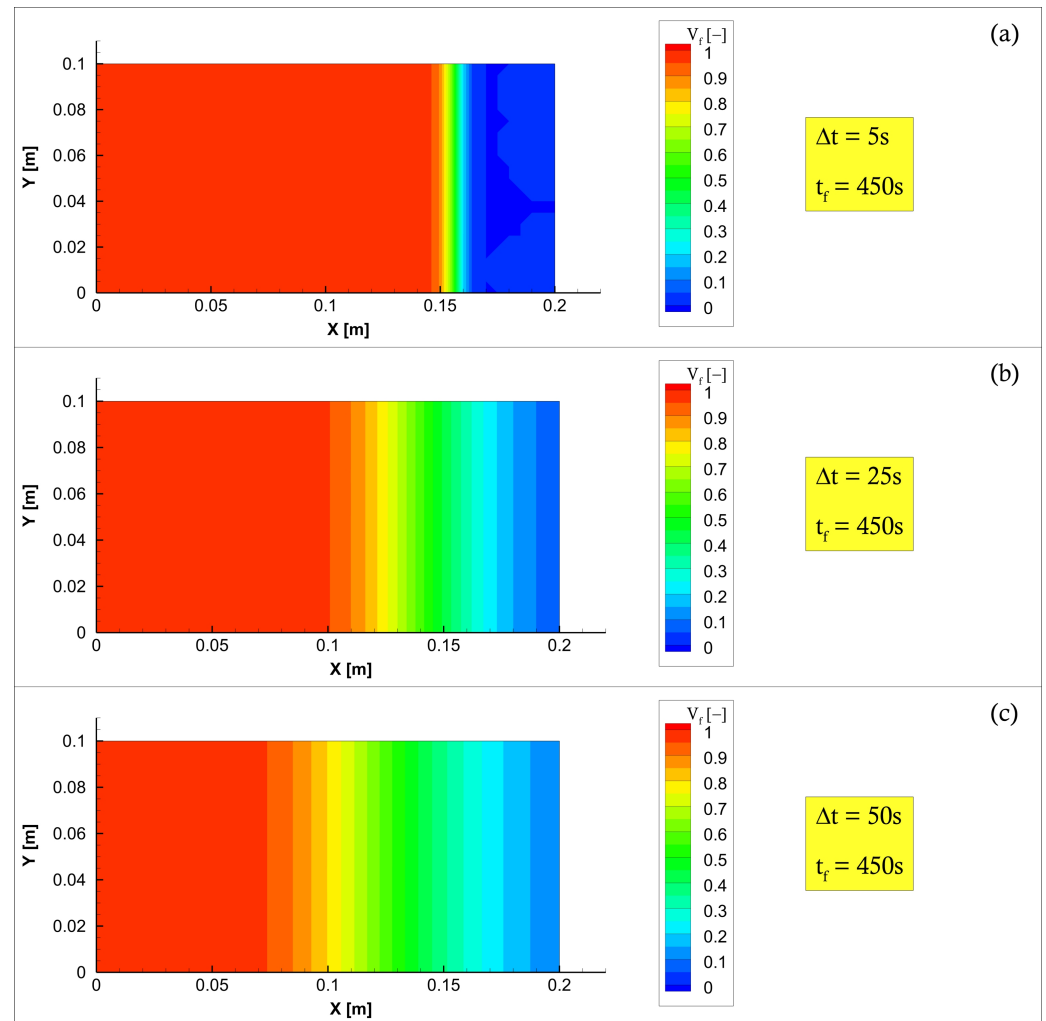 (a)
V_f [–]
1
0.9
0.8
0.7
0.6
0.5
0.4
0.3
0.2
0.1
0
Y [m]
0.1
0.08
0.06
0.04
0.02
0
0 0.05 0.1 0.15 0.2
X [m]
Δt = 5s
t_f = 450s
(b)
V_f [–]
1
0.9
0.8
0.7
0.6
0.5
0.4
0.3
0.2
0.1
0
Y [m]
0.1
0.08
0.06
0.04
0.02
0
0 0.05 0.1 0.15 0.2
X [m]
Δt = 25s
t_f = 450s
(c)
V_f [–]
1
0.9
0.8
0.7
0.6
0.5
0.4
0.3
0.2
0.1
0
Y [m]
0.1
0.08
0.06
0.04
0.02
0
0 0.05 0.1 0.15 0.2
X [m]
Δt = 50s
t_f = 450s